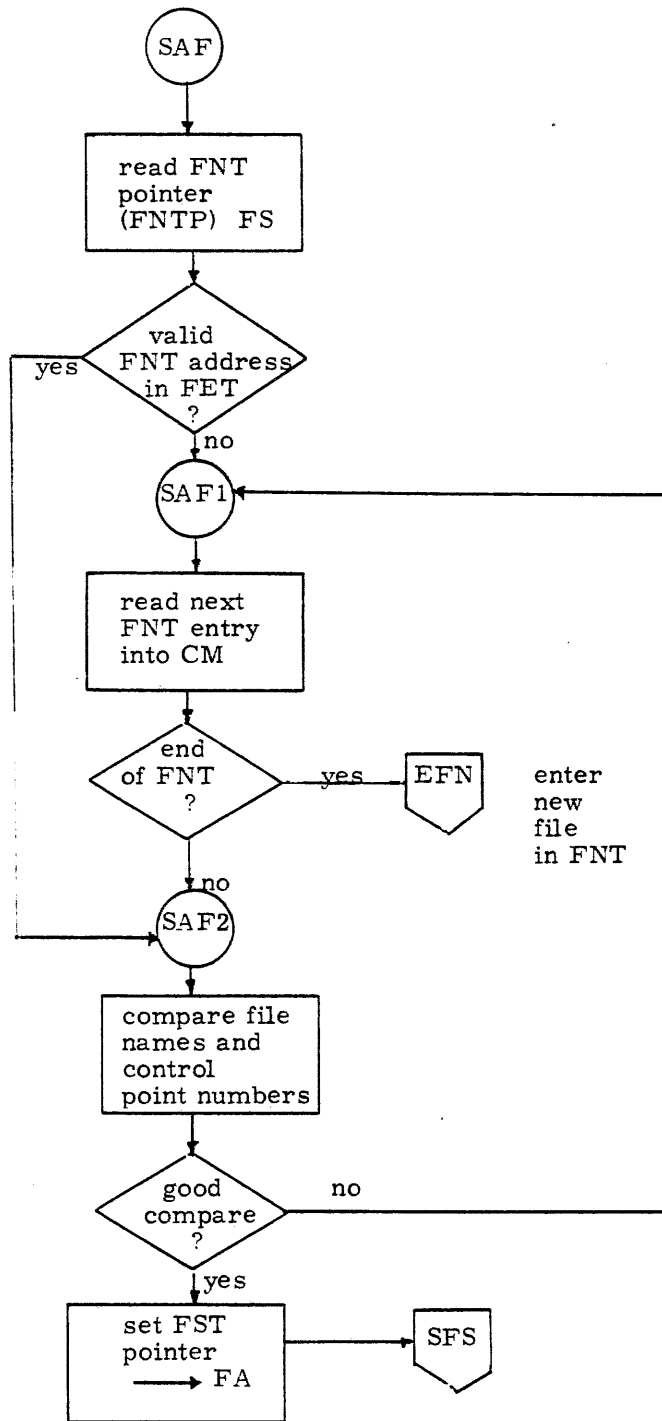 SAF
read FNT
pointer
(FNTP) FS
valid
FNT address
in FET
?
yes
no
SAF1
read next
FNT entry
into CM
end
of FNT
?
yes
EFN
enter
new
file
in FNT
no
SAF2
compare file
names and
control
point numbers
good
compare
?
no
yes
set FST
pointer
FA
SFS